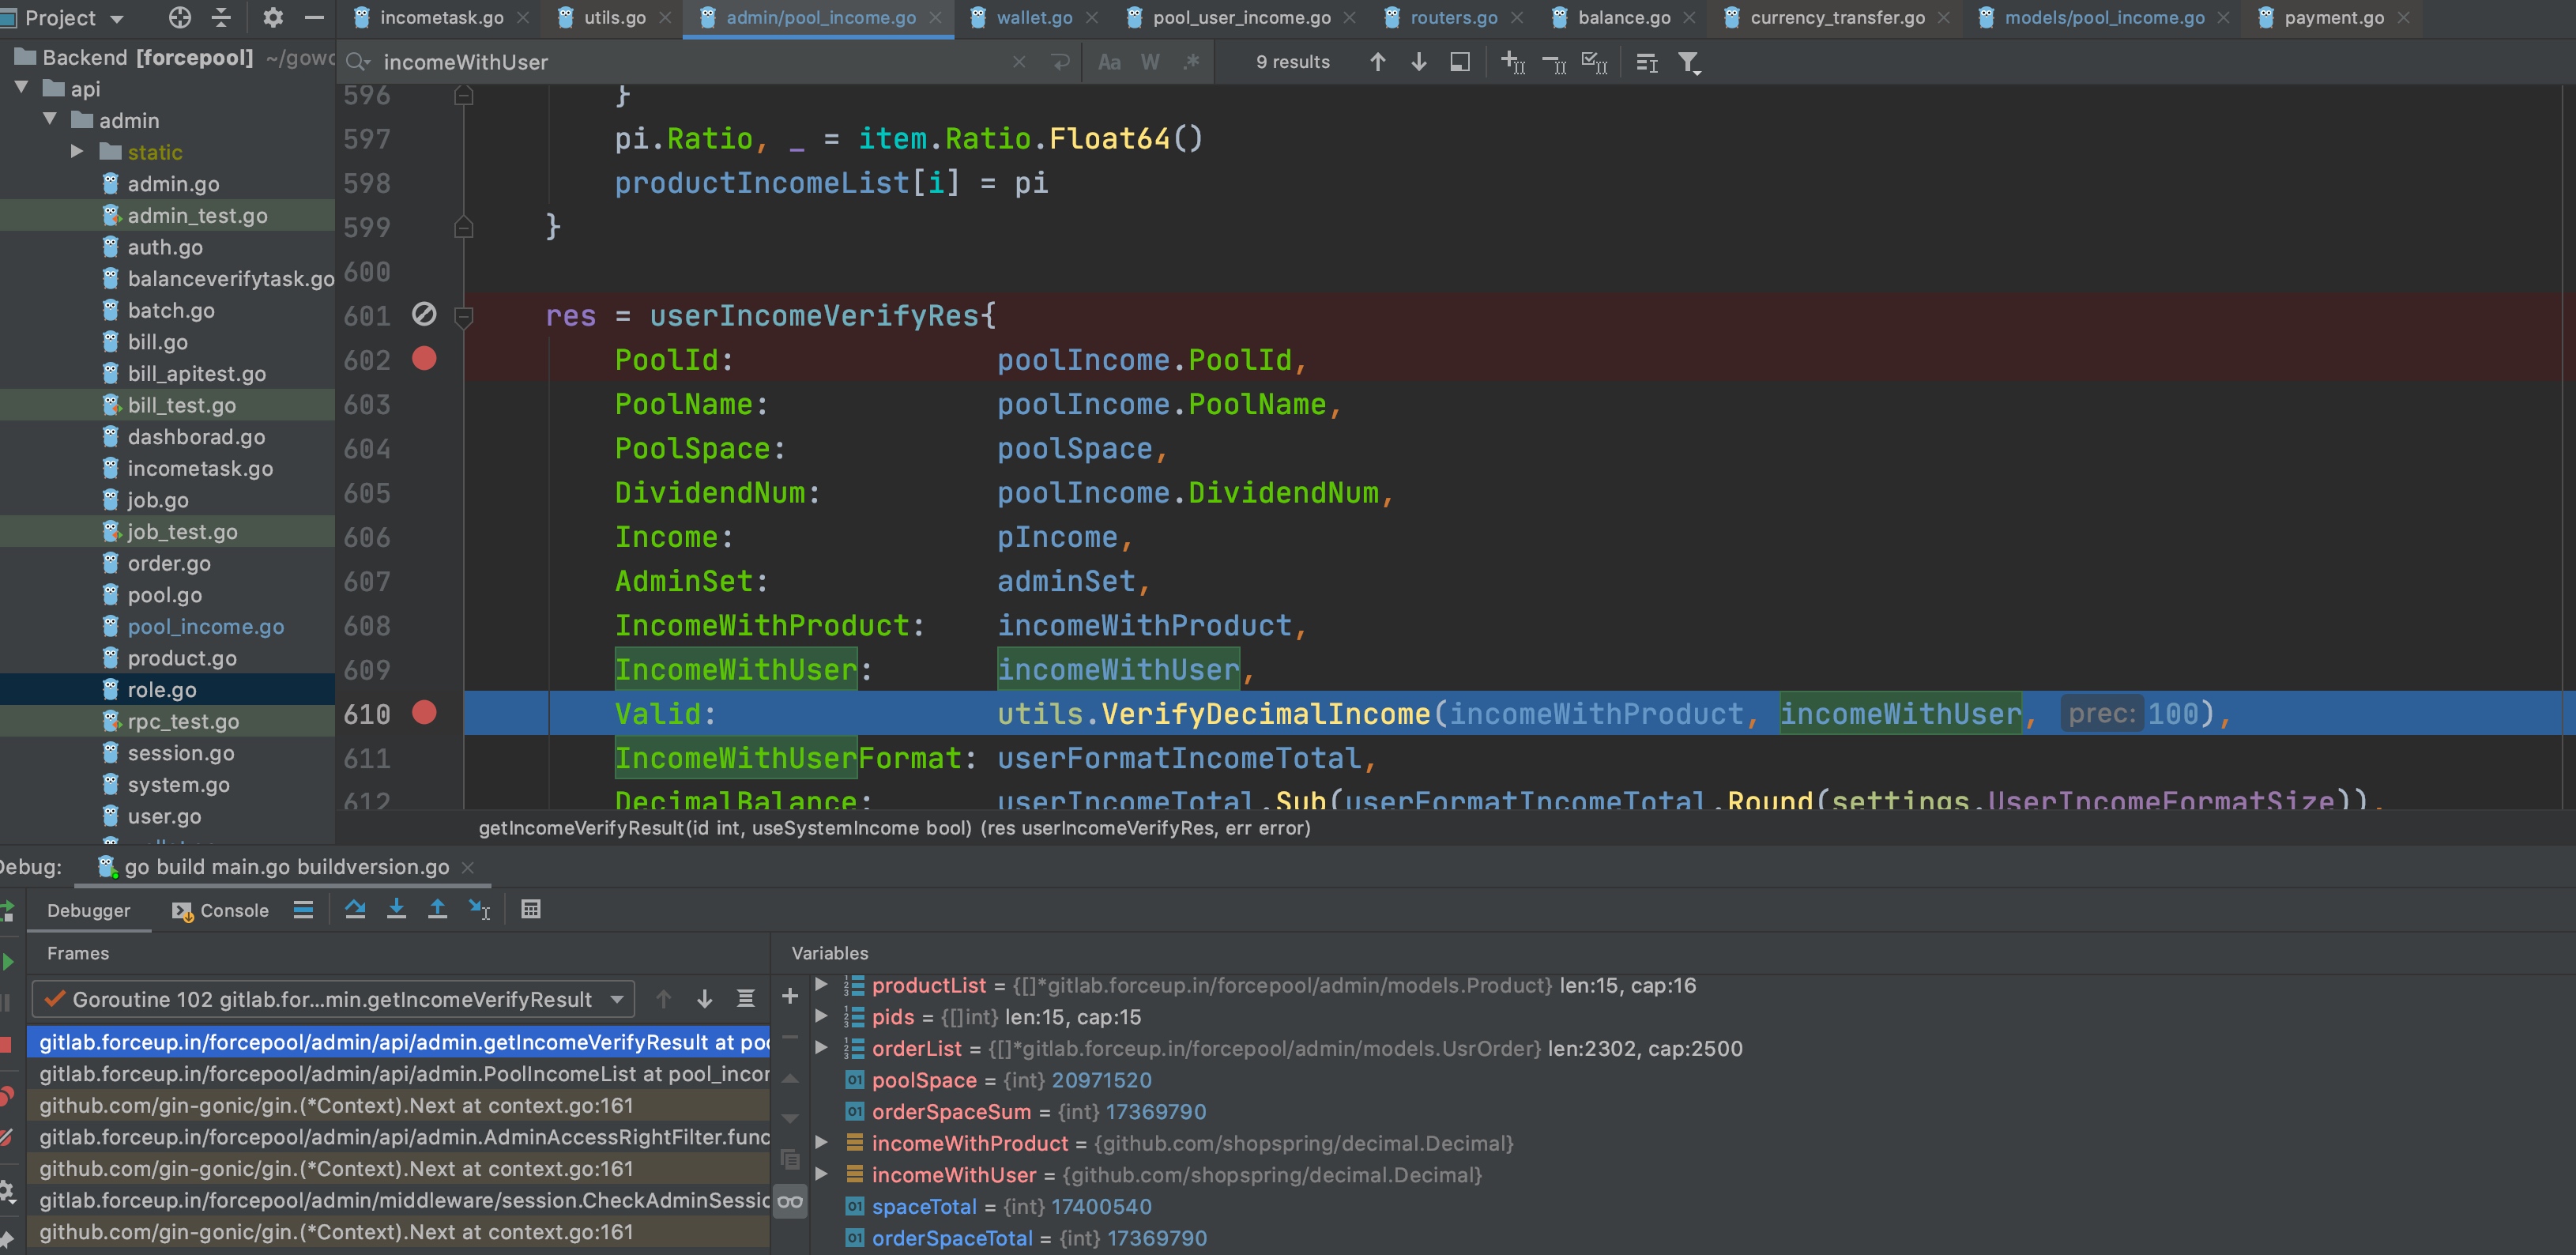 Project
incometask.go utils.go admin/pool_income.go wallet.go pool_user_income.go routers.go balance.go currency_transfer.go models/pool_income.go payment.go
Backend [forcepool] ~/gowo
incomeWithUser Aa W .* 9 results
api
admin
static
admin.go
admin_test.go
auth.go
balanceverifytask.go
batch.go
bill.go
bill_apitest.go
bill_test.go
dashborad.go
incometask.go
job.go
job_test.go
order.go
pool.go
pool_income.go
product.go
role.go
rpc_test.go
session.go
system.go
user.go
596 }
597 pi.Ratio, _ = item.Ratio.Float64()
598 productIncomeList[i] = pi
599 }
600
601 res = userIncomeVerifyRes{
602 PoolId: poolIncome.PoolId,
603 PoolName: poolIncome.PoolName,
604 PoolSpace: poolSpace,
605 DividendNum: poolIncome.DividendNum,
606 Income: pIncome,
607 AdminSet: adminSet,
608 IncomeWithProduct: incomeWithProduct,
609 IncomeWithUser: incomeWithUser,
610 Valid: utils.VerifyDecimalIncome(incomeWithProduct, incomeWithUser, prec: 100),
611 IncomeWithUserFormat: userFormatIncomeTotal,
612 DecimalBalance: userIncomeTotal.Sub(userFormatIncomeTotal.Round(settings.UserIncomeFormatSize)),
getIncomeVerifyResult(id int, useSystemIncome bool) (res userIncomeVerifyRes, err error)
Debug: go build main.go buildversion.go
Debugger Console
Frames
Goroutine 102 gitlab.for...min.getIncomeVerifyResult
gitlab.forceup.in/forcepool/admin/api/admin.getIncomeVerifyResult at poo
gitlab.forceup.in/forcepool/admin/api/admin.PoolIncomeList at pool_incor
github.com/gin-gonic/gin.(*Context).Next at context.go:161
gitlab.forceup.in/forcepool/admin/api/admin.AdminAccessRightFilter.func
github.com/gin-gonic/gin.(*Context).Next at context.go:161
gitlab.forceup.in/forcepool/admin/middleware/session.CheckAdminSessic
github.com/gin-gonic/gin.(*Context).Next at context.go:161
Variables
productList = {[]*gitlab.forceup.in/forcepool/admin/models.Product} len:15, cap:16
pids = {[]int} len:15, cap:15
orderList = {[]*gitlab.forceup.in/forcepool/admin/models.UsrOrder} len:2302, cap:2500
poolSpace = {int} 20971520
orderSpaceSum = {int} 17369790
incomeWithProduct = {github.com/shopspring/decimal.Decimal}
incomeWithUser = {github.com/shopspring/decimal.Decimal}
spaceTotal = {int} 17400540
orderSpaceTotal = {int} 17369790